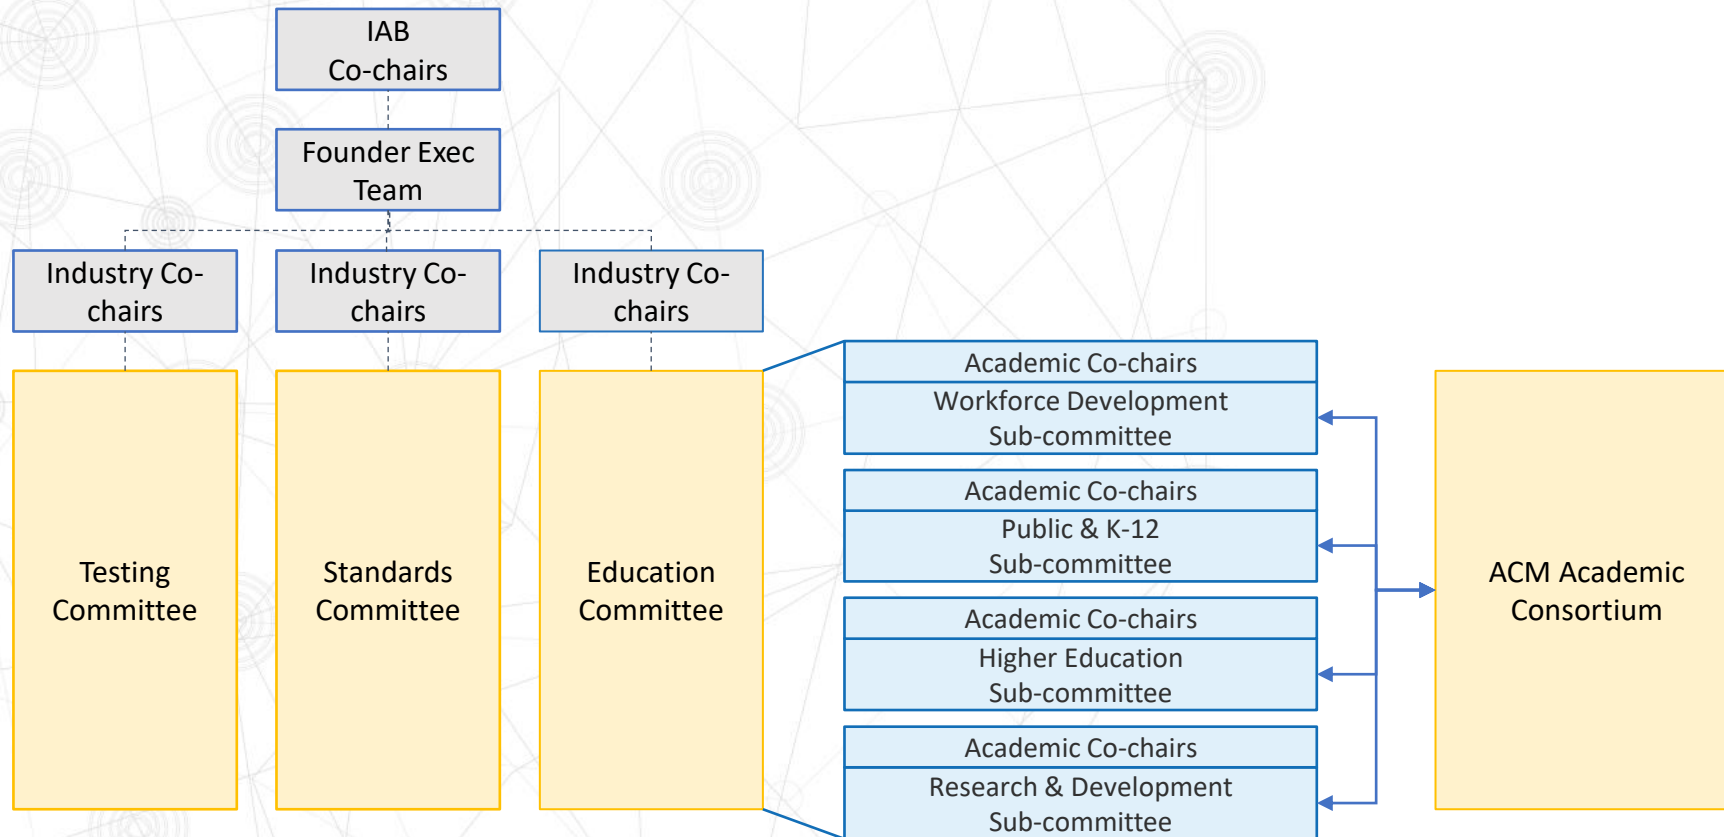 IAB
Co-chairs
Founder Exec
Team
Industry Co-
chairs
Industry Co-
chairs
Industry Co-
chairs
Testing
Committee
Standards
Committee
Education
Committee
Academic Co-chairs
Workforce Development
Sub-committee
Academic Co-chairs
Public & K-12
Sub-committee
Academic Co-chairs
Higher Education
Sub-committee
Academic Co-chairs
Research & Development
Sub-committee
ACM Academic
Consortium